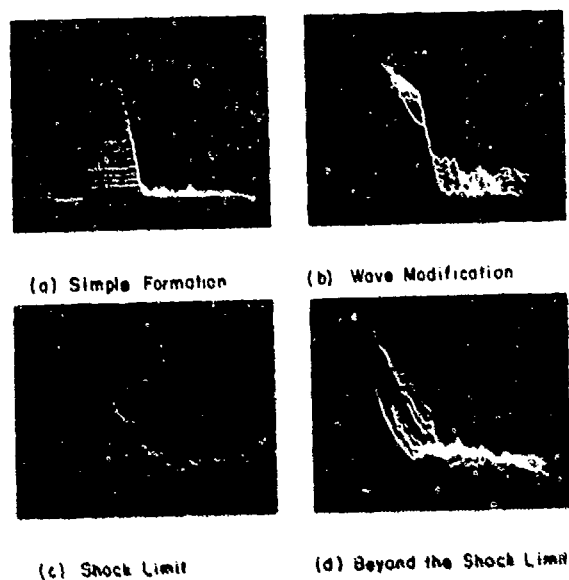 (a) Simple Formation
(b) Wave Modification
(c) Shock Limit
(d) Beyond the Shock Limit